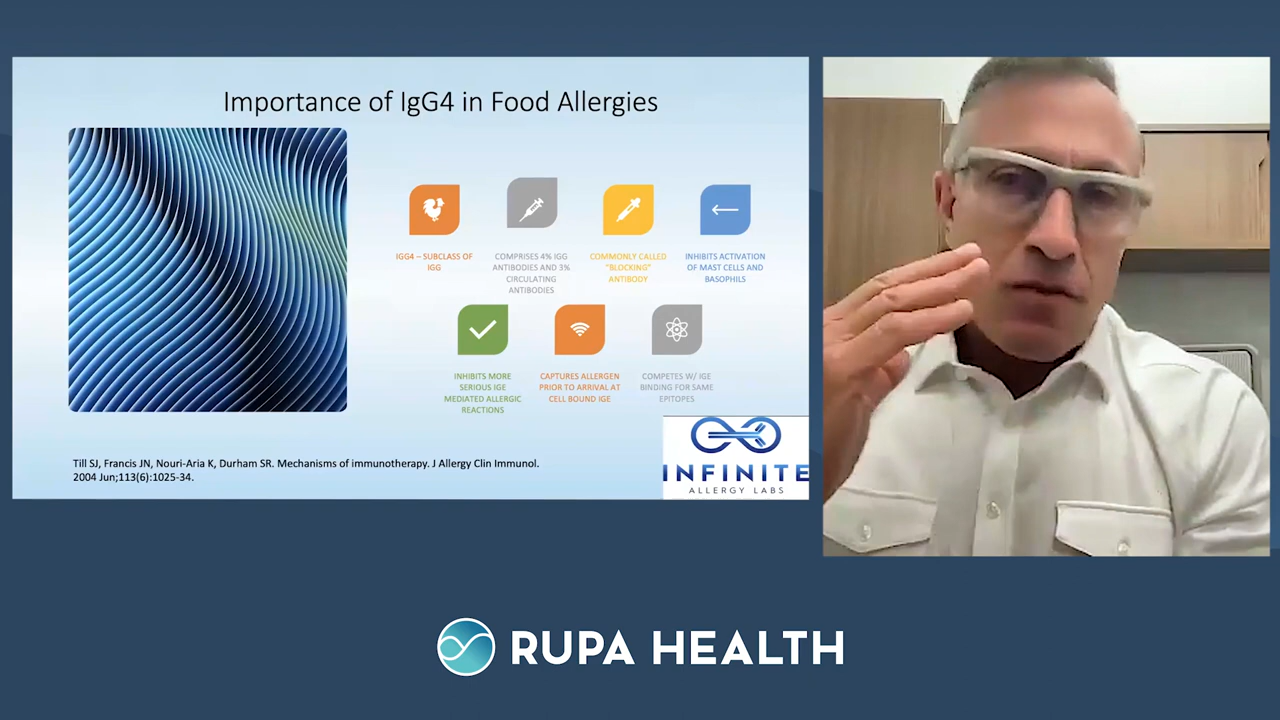 Importance of IgG4 in Food Allergies
IGG4 – SUBCLASS OF
IGG
COMPRISES 4% IGG
ANTIBODIES AND 3%
CIRCULATING
ANTIBODIES
COMMONLY CALLED
"BLOCKING"
ANTIBODY
INHIBITS ACTIVATION
OF MAST CELLS AND
BASOPHILS
INHIBITS MORE
SERIOUS IGE
MEDIATED ALLERGIC
REACTIONS
CAPTURES ALLERGEN
PRIOR TO ARRIVAL AT
CELL BOUND IGE
COMPETES W/ IGE
BINDING FOR SAME
EPITOPES
Till SJ, Francis JN, Nouri-Aria K, Durham SR. Mechanisms of immunotherapy. J Allergy Clin Immunol.
2004 Jun;113(6):1025-34.
INFINITE
ALLERGY LABS
RUPA HEALTH